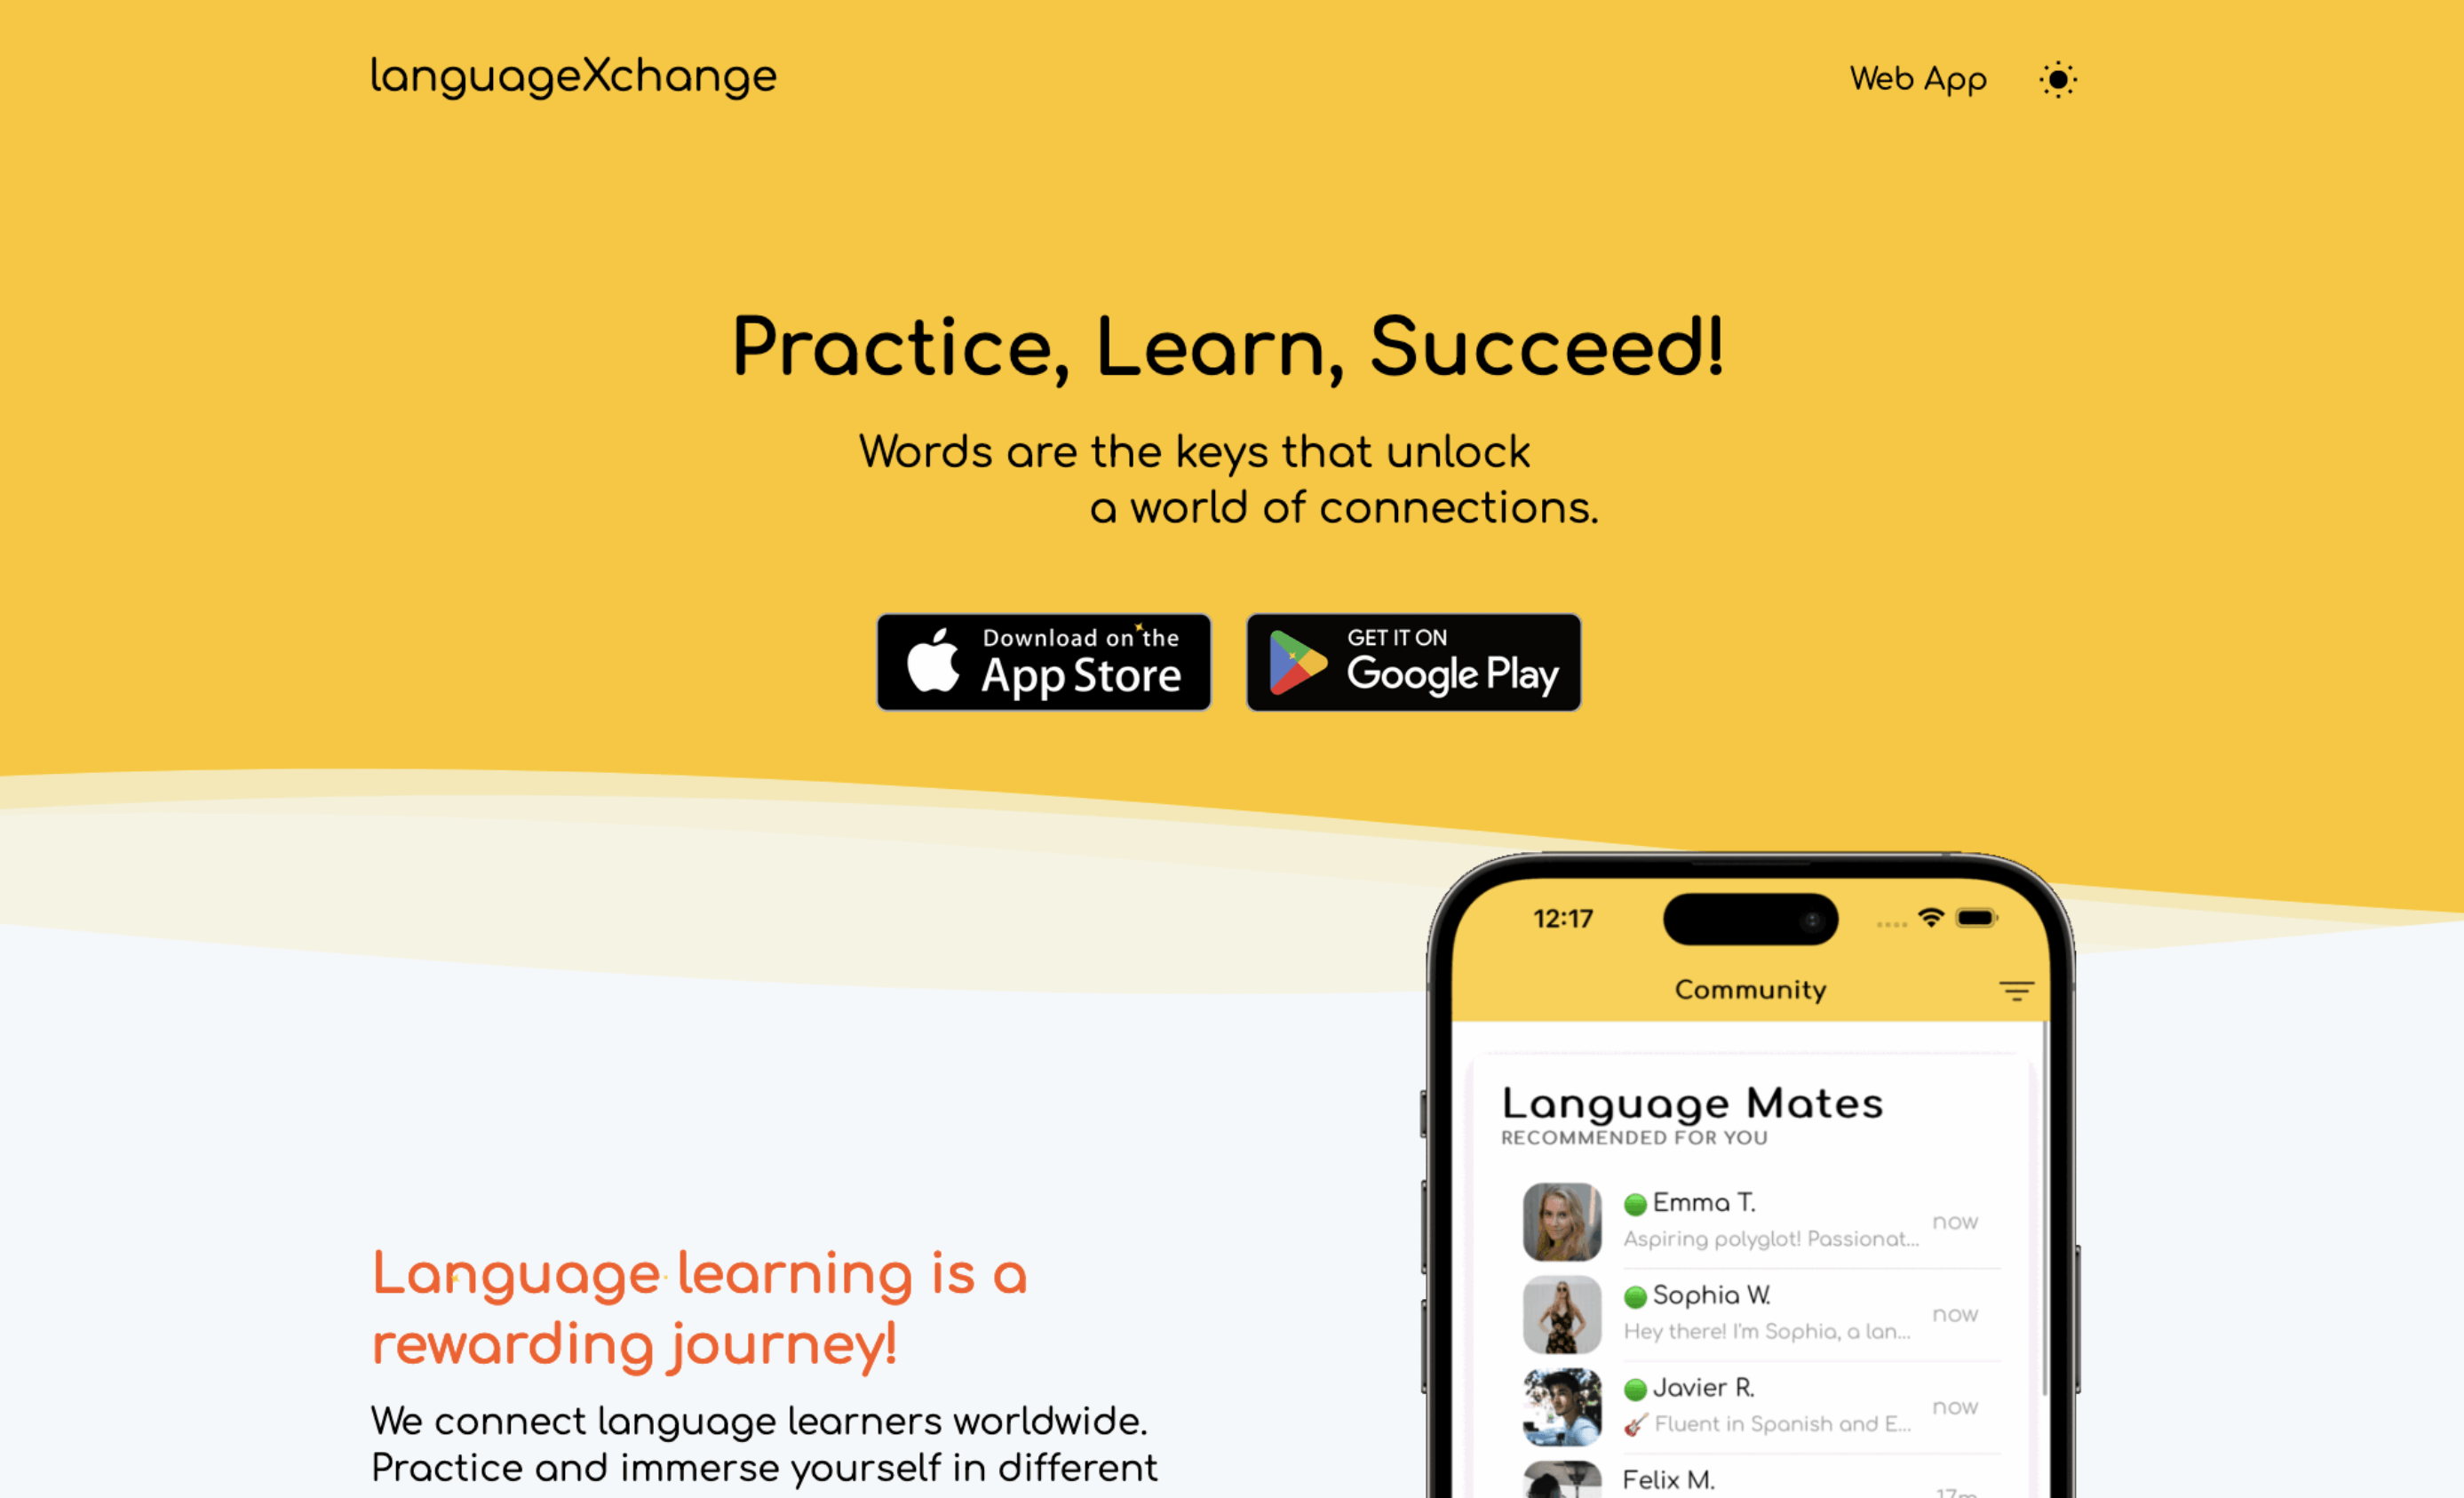 languageXchange
Web App
Practice, Learn, Succeed!
Words are the keys that unlock
a world of connections.
Download on the
App Store
GET IT ON
Google Play
12:17
Community
Language Mates
RECOMMENDED FOR YOU
Emma T.
Aspiring polyglot! Passionat...
now
Sophia W.
Hey there! I'm Sophia, a lan...
now
Javier R.
🎸 Fluent in Spanish and E...
now
Felix M.
17m
Language learning is a
rewarding journey!
We connect language learners worldwide.
Practice and immerse yourself in different